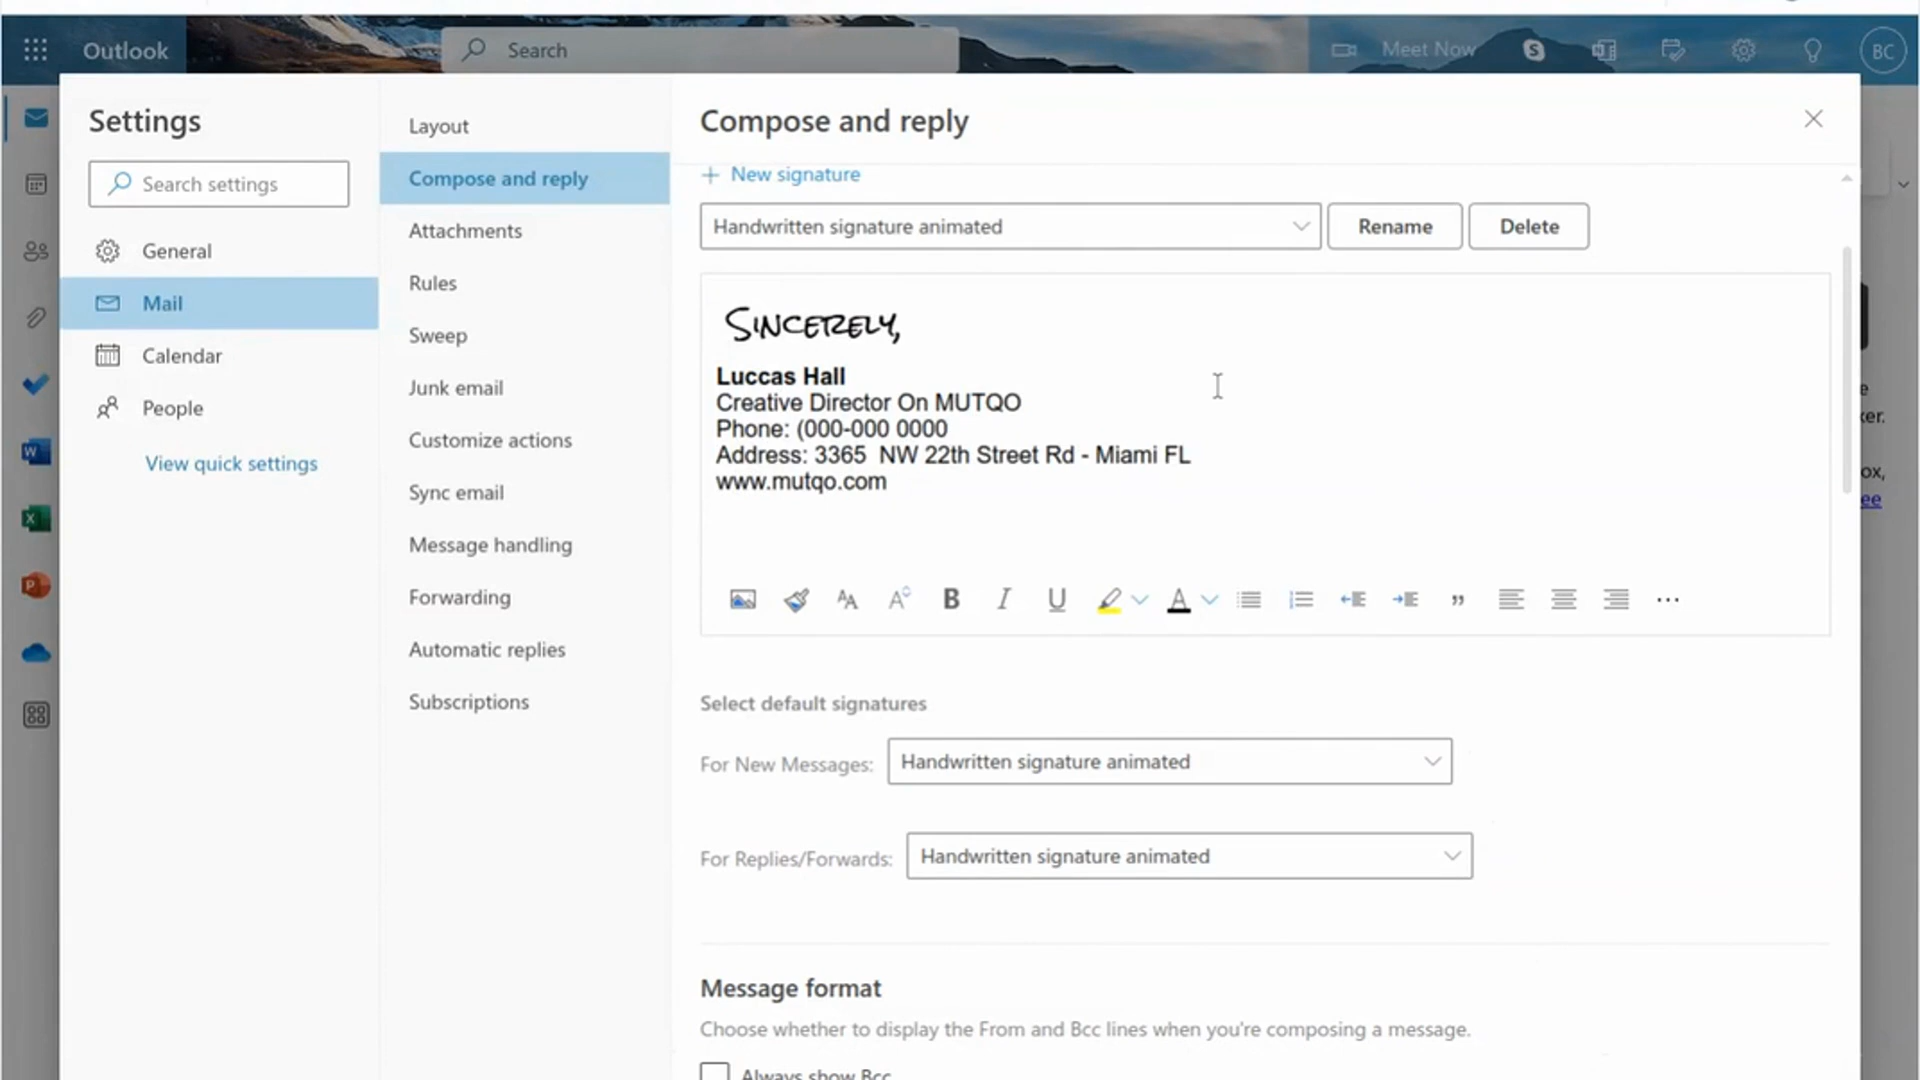 Outlook
Search
Meet Now
BC
Settings
Search settings
General
Mail
Calendar
People
View quick settings
Layout
Compose and reply
Attachments
Rules
Sweep
Junk email
Customize actions
Sync email
Message handling
Forwarding
Automatic replies
Subscriptions
Compose and reply
+ New signature
Handwritten signature animated
Rename
Delete
Sincerely,
Luccas Hall
Creative Director On MUTQO
Phone: (000-000 0000
Address: 3365  NW 22th Street Rd - Miami FL
www.mutqo.com
Select default signatures
For New Messages:
Handwritten signature animated
For Replies/Forwards:
Handwritten signature animated
Message format
Choose whether to display the From and Bcc lines when you're composing a message.
Always show Bcc